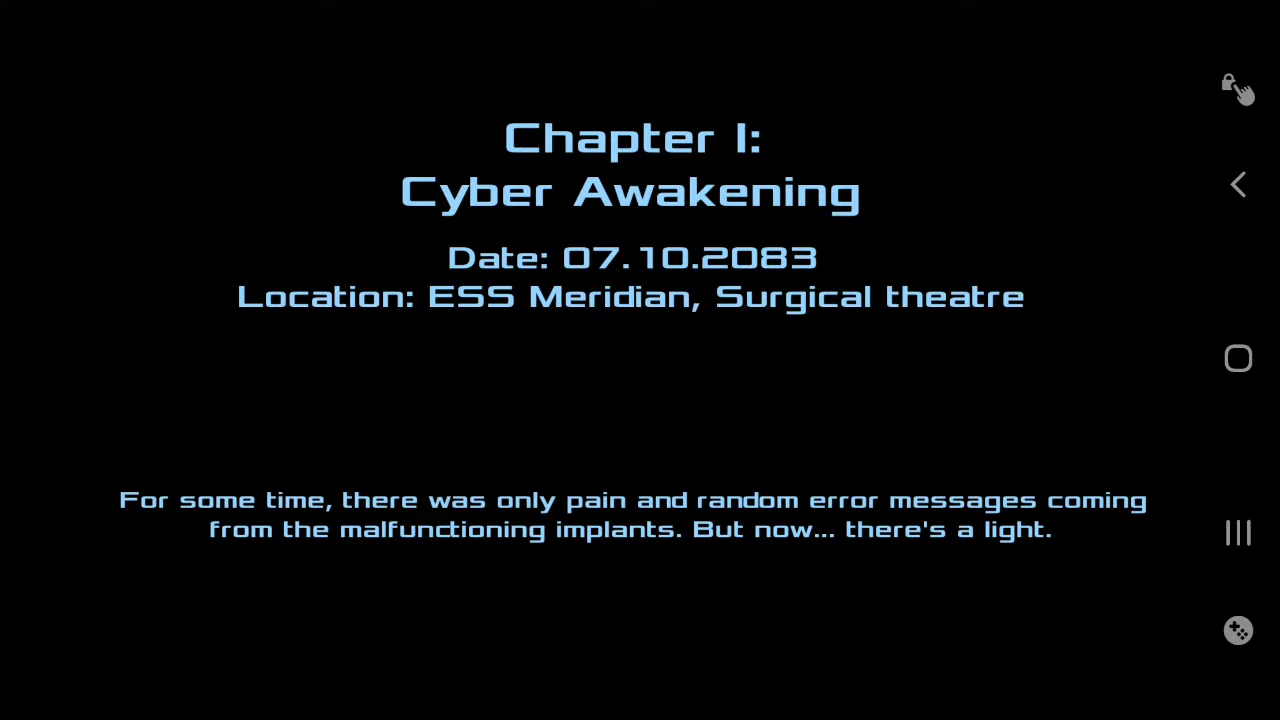 Chapter I:
Cyber Awakening
Date: 07.10.2083
Location: ESS Meridian, Surgical theatre
For some time, there was only pain and random error messages coming
from the malfunctioning implants. But now... there's a light.